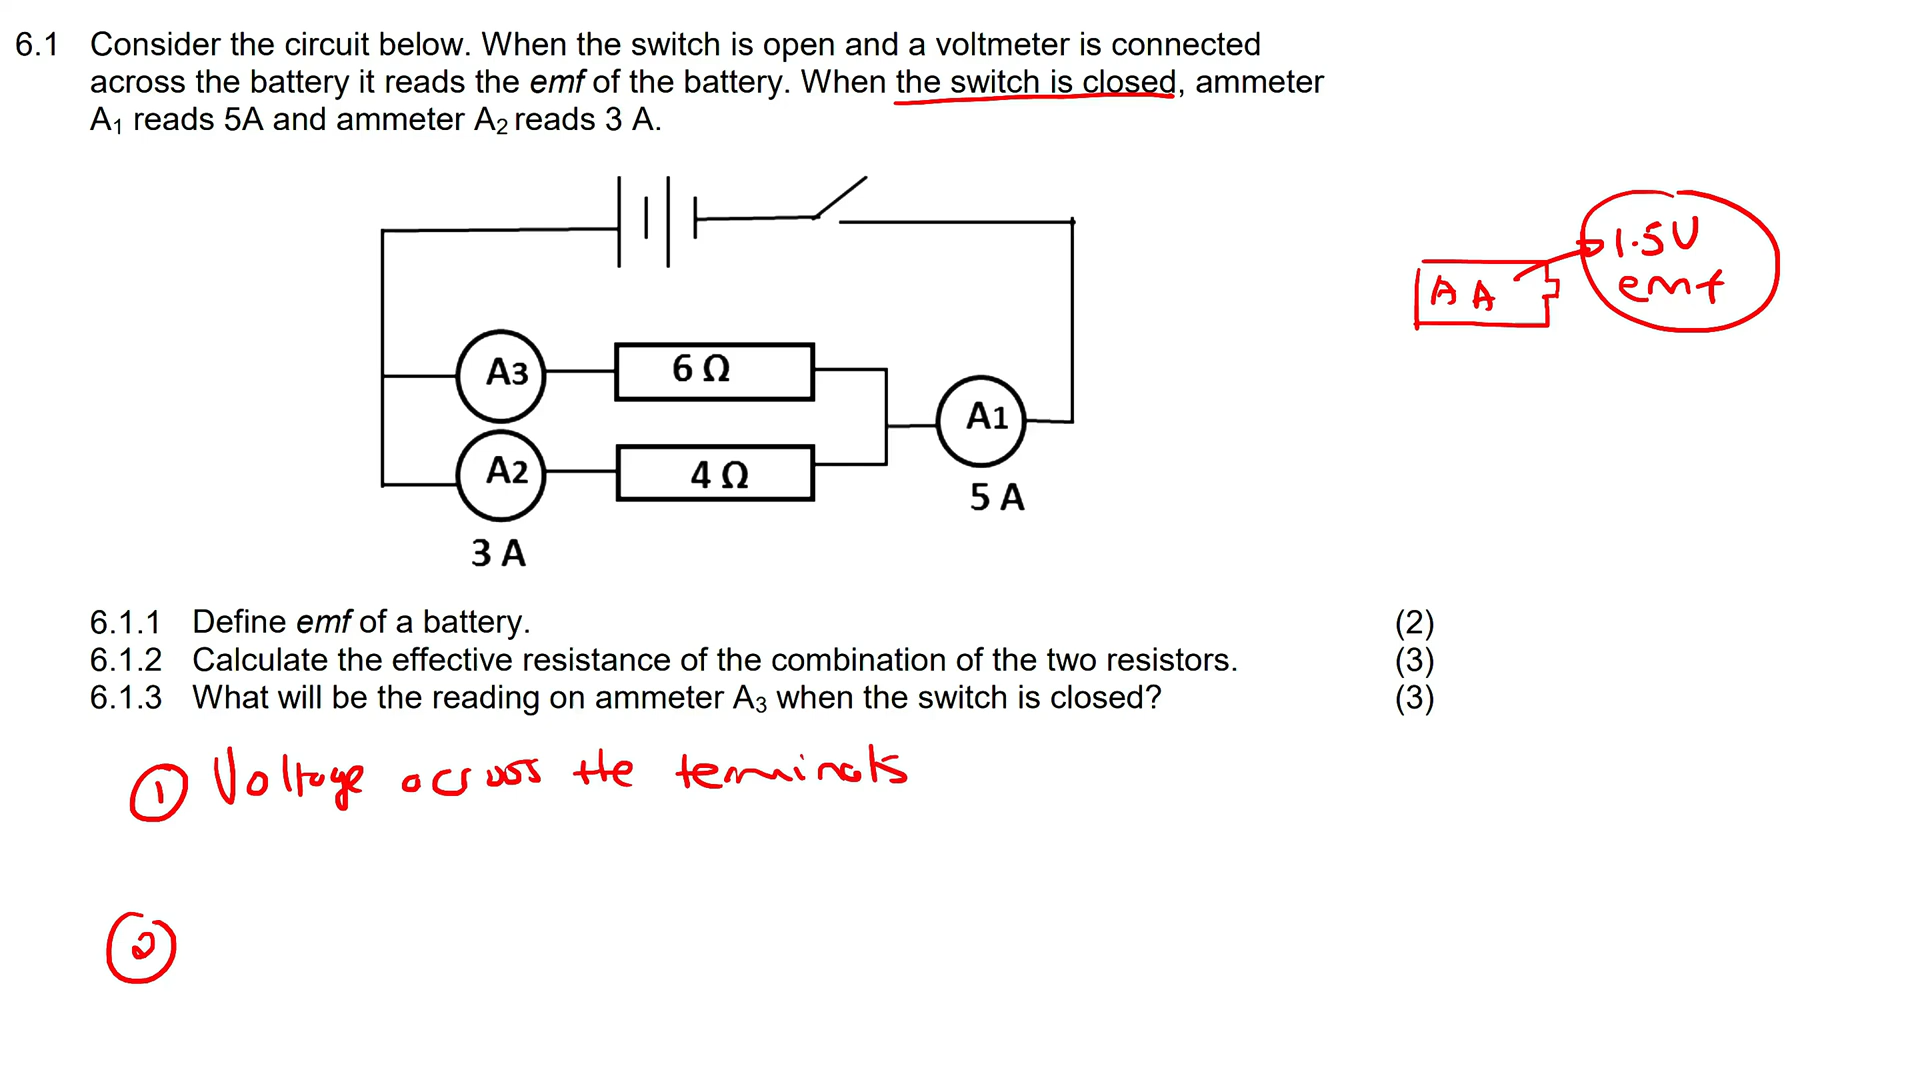 6.1 Consider the circuit below. When the switch is open and a voltmeter is connected
across the battery it reads the emf of the battery. When the switch is closed, ammeter
A₁ reads 5A and ammeter A₂ reads 3 A.
1.5V
emf
AA
A3
6 Ω
A1
A2
4 Ω
5 A
3 A
6.1.1 Define emf of a battery. (2)
6.1.2 Calculate the effective resistance of the combination of the two resistors. (3)
6.1.3 What will be the reading on ammeter A₃ when the switch is closed? (3)
① Voltage across the terminals
②